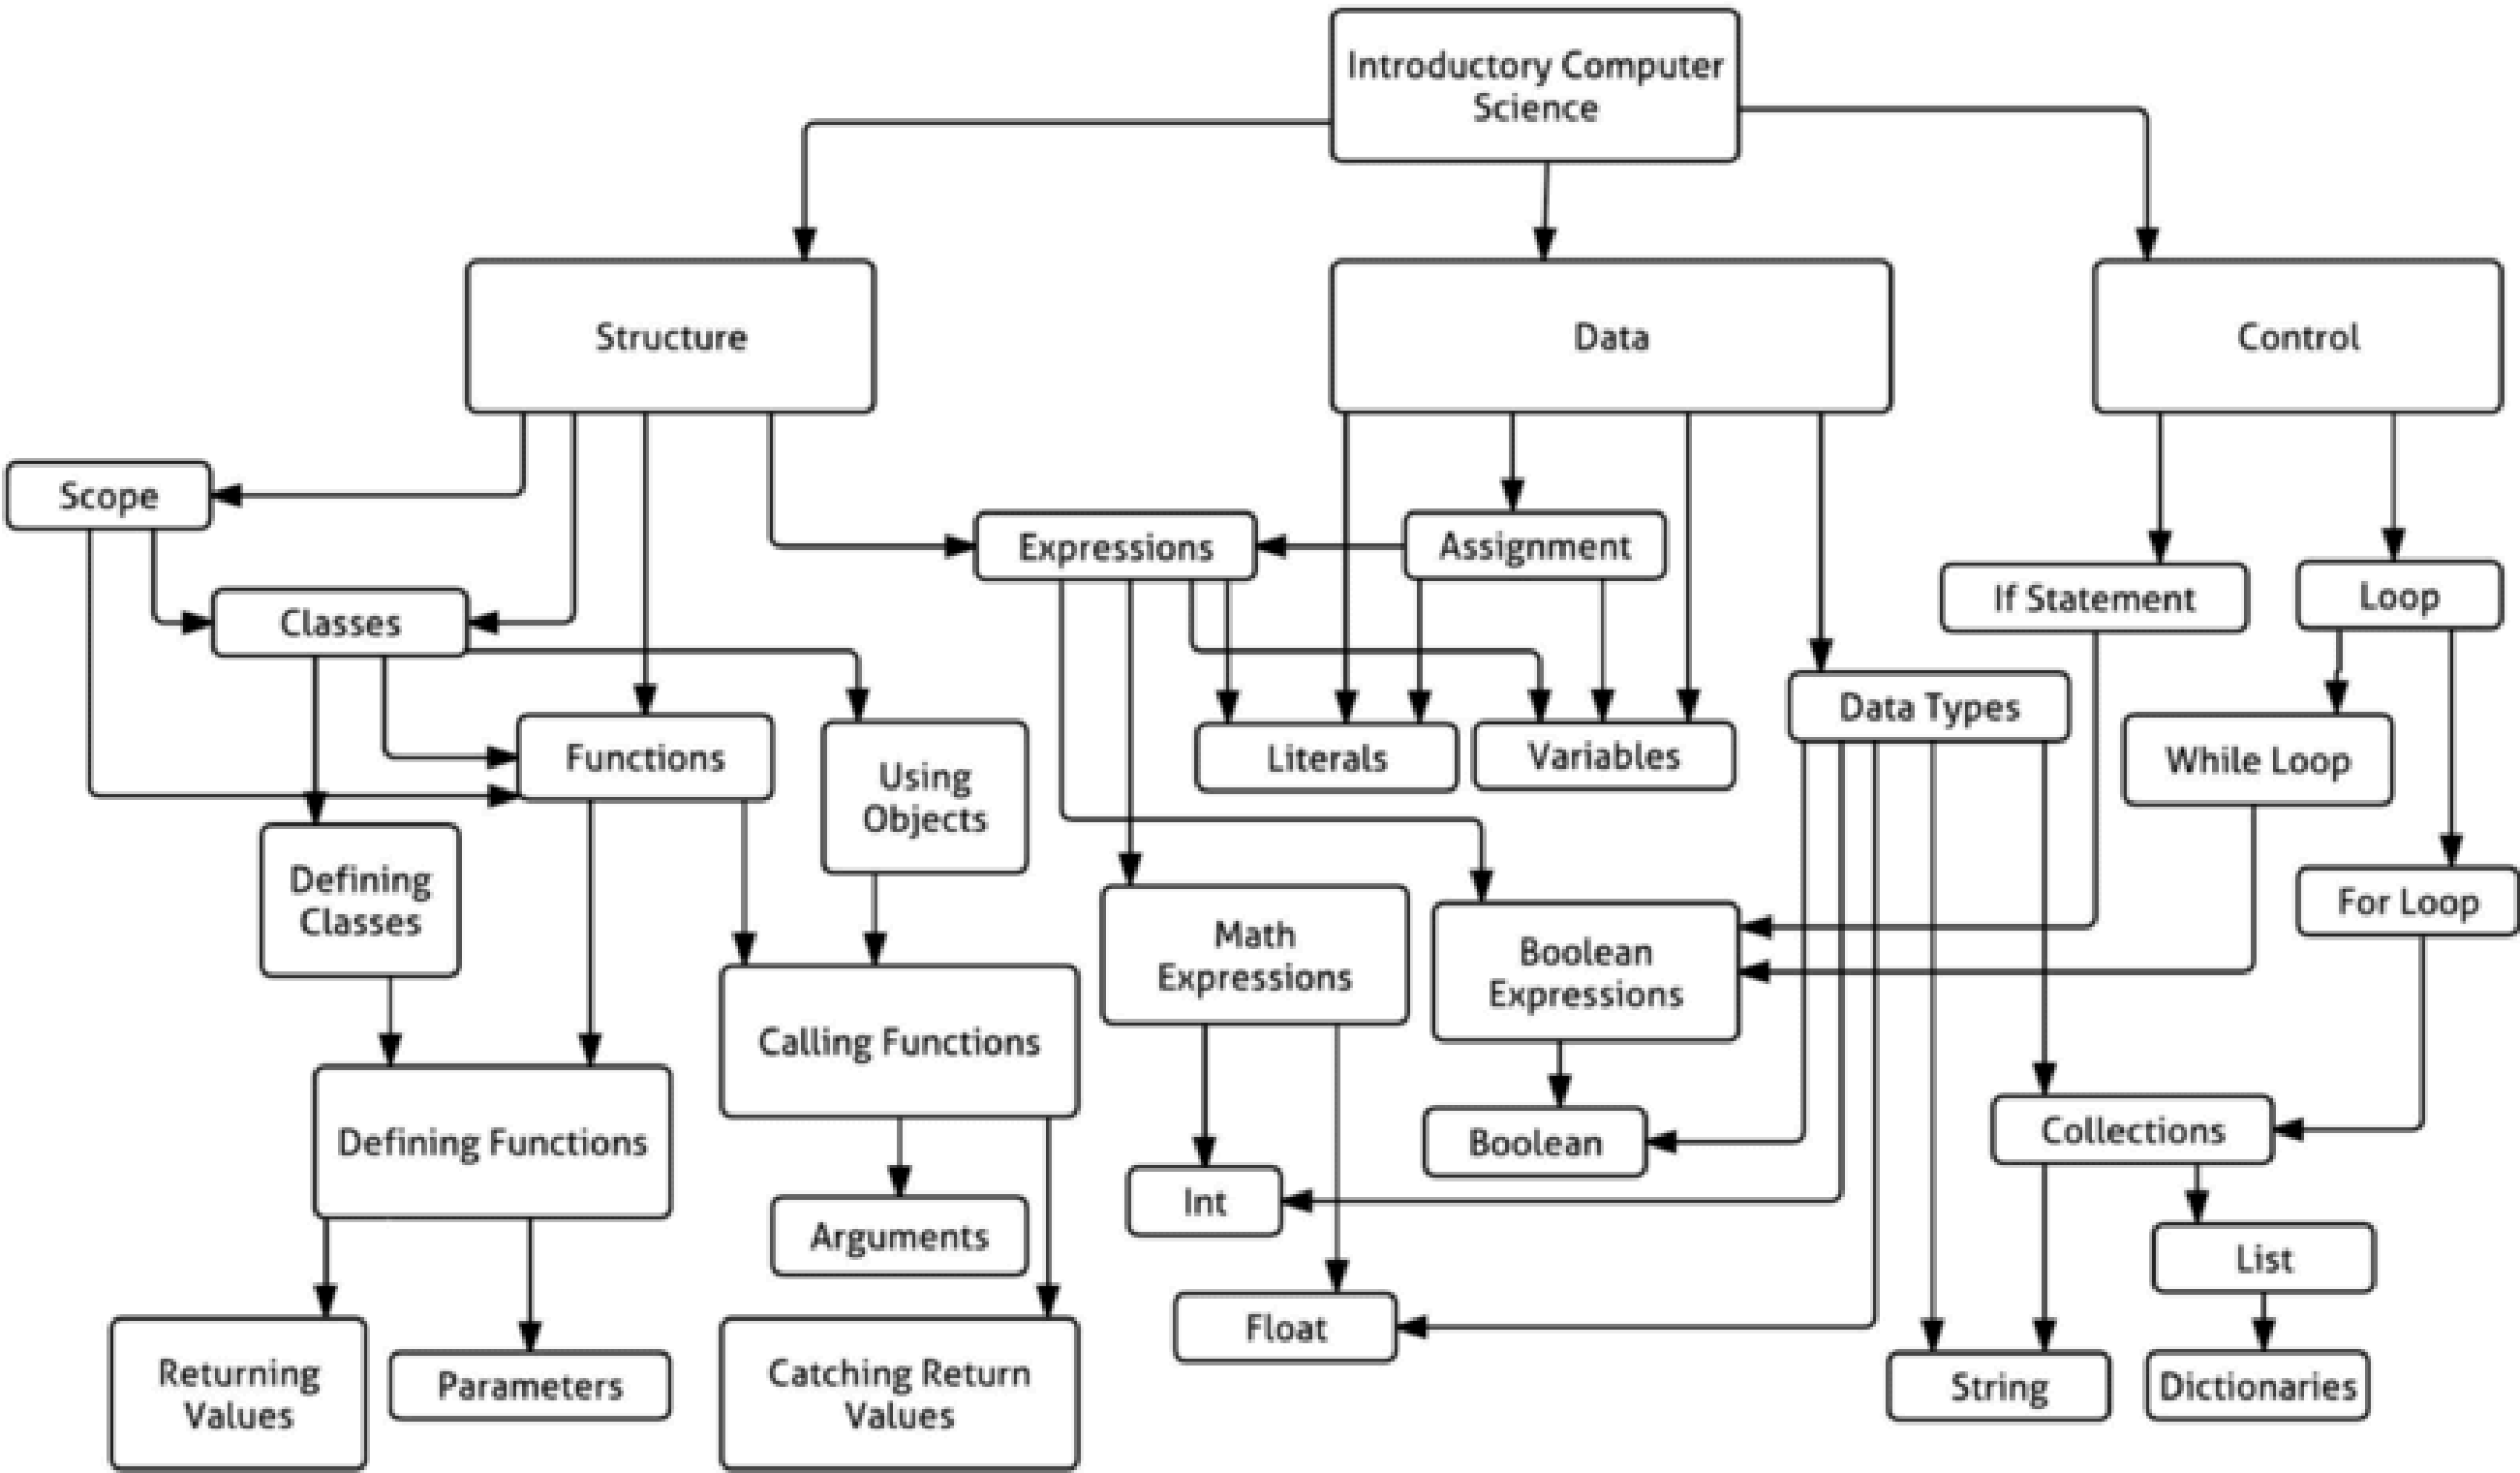 Introductory Computer
Science
Structure
Data
Control
Scope
Expressions
Assignment
If Statement
Loop
Classes
Data Types
Functions
Using
Objects
Literals
Variables
While Loop
Defining
Classes
Math
Expressions
Boolean
Expressions
For Loop
Calling Functions
Defining Functions
Boolean
Collections
Int
Arguments
List
Float
Returning
Values
Parameters
Catching Return
Values
String
Dictionaries